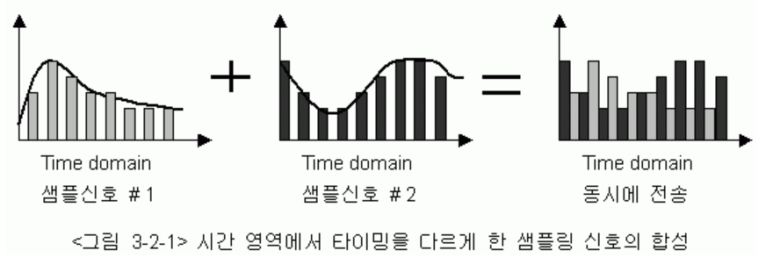 Time domain
샘플신호 #1
Time domain
샘플신호 #2
Time domain
동시에 전송
<그림 3-2-1> 시간 영역에서 타이밍을 다르게 한 샘플링 신호의 합성